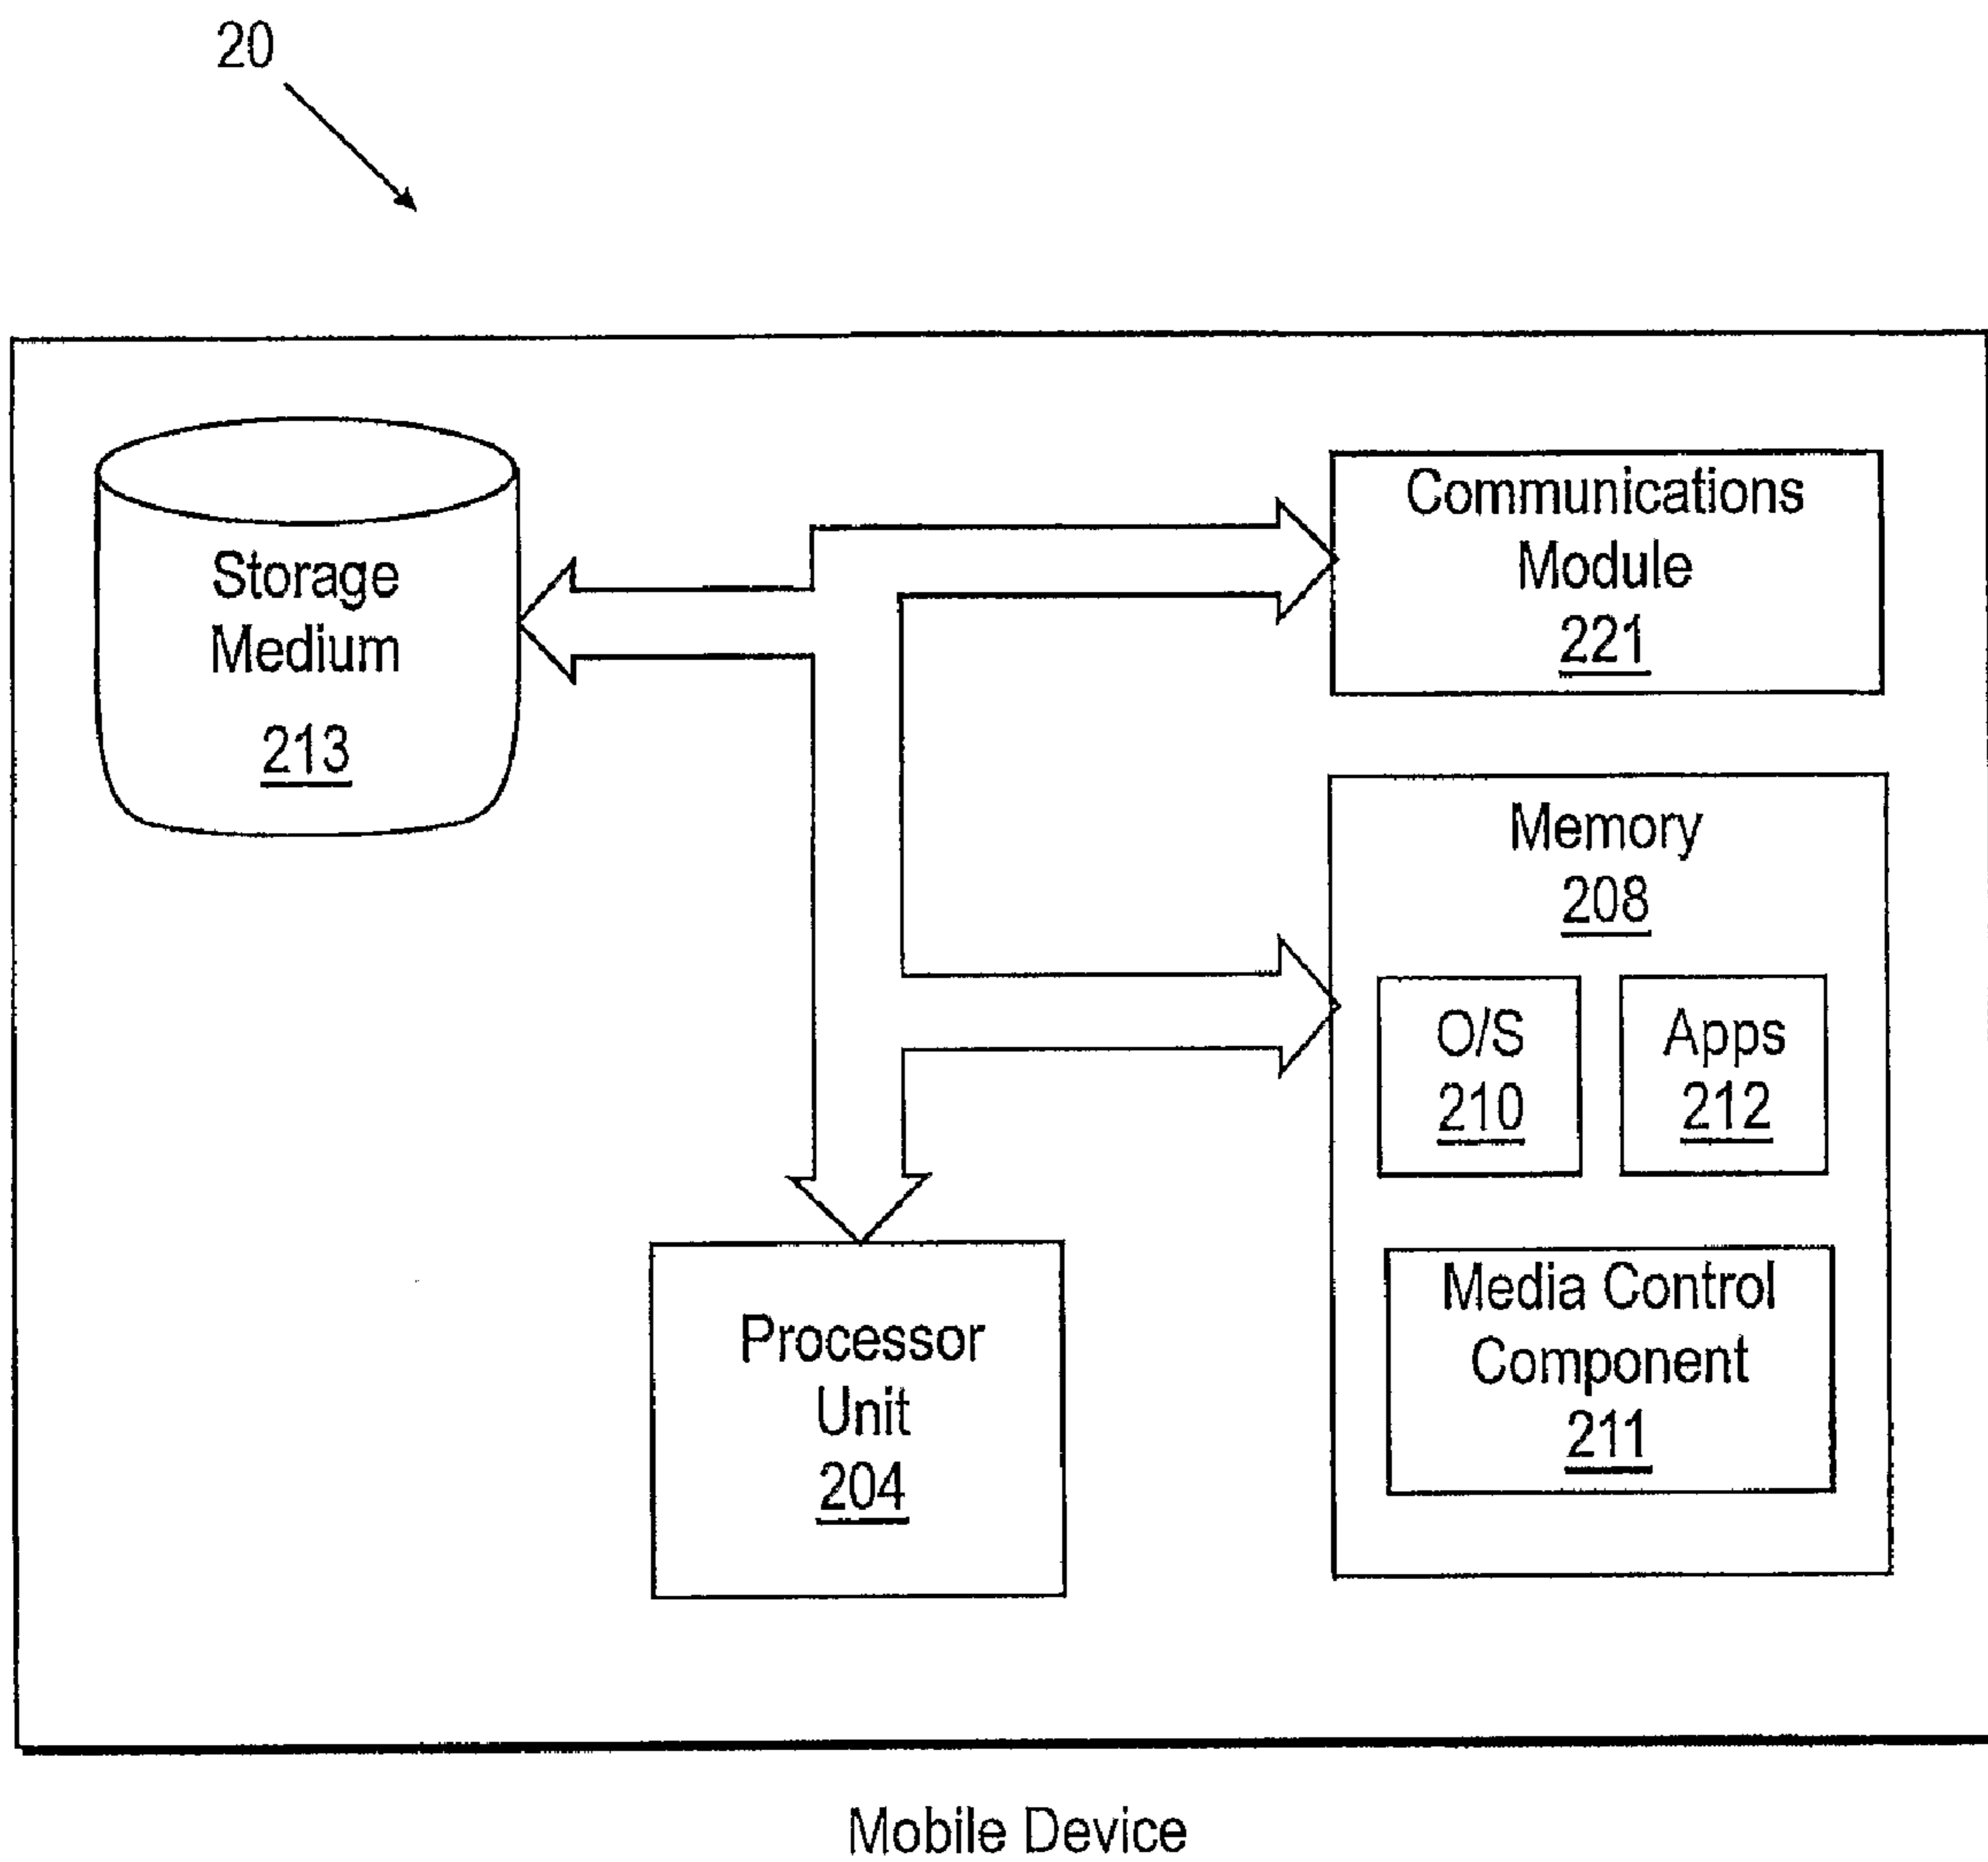 20
Storage
Medium
213
Communications
Module
221
Memory
208
O/S
210
Apps
212
Media Control
Component
211
Processor
Unit
204
Mobile Device